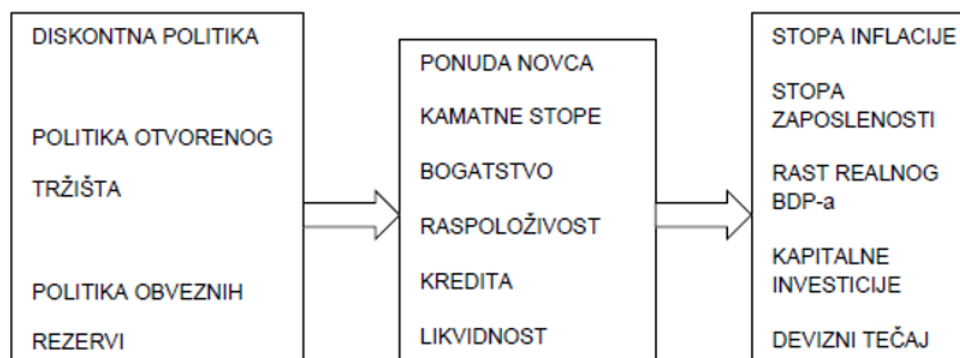 DISKONTNA POLITIKA
POLITIKA OTVORENOG
TRŽIŠTA
POLITIKA OBVEZNIH
REZERVI
PONUDA NOVCA
KAMATNE STOPE
BOGATSTVO
RASPOLOŽIVOST
KREDITA
LIKVIDNOST
STOPA INFLACIJE
STOPA
ZAPOSLENOSTI
RAST REALNOG
BDP-a
KAPITALNE
INVESTICIJE
DEVIZNI TEČAJ